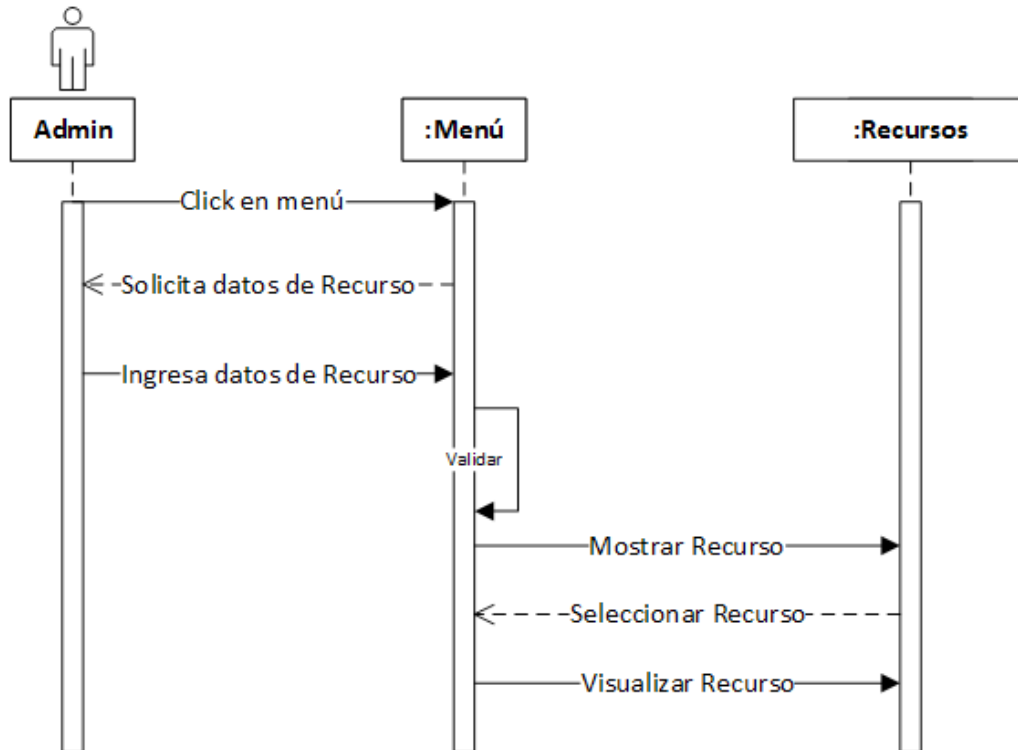 Admin
:Menú
:Recursos
Click en menú
Solicita datos de Recurso
Ingresa datos de Recurso
Validar
Mostrar Recurso
Seleccionar Recurso
Visualizar Recurso